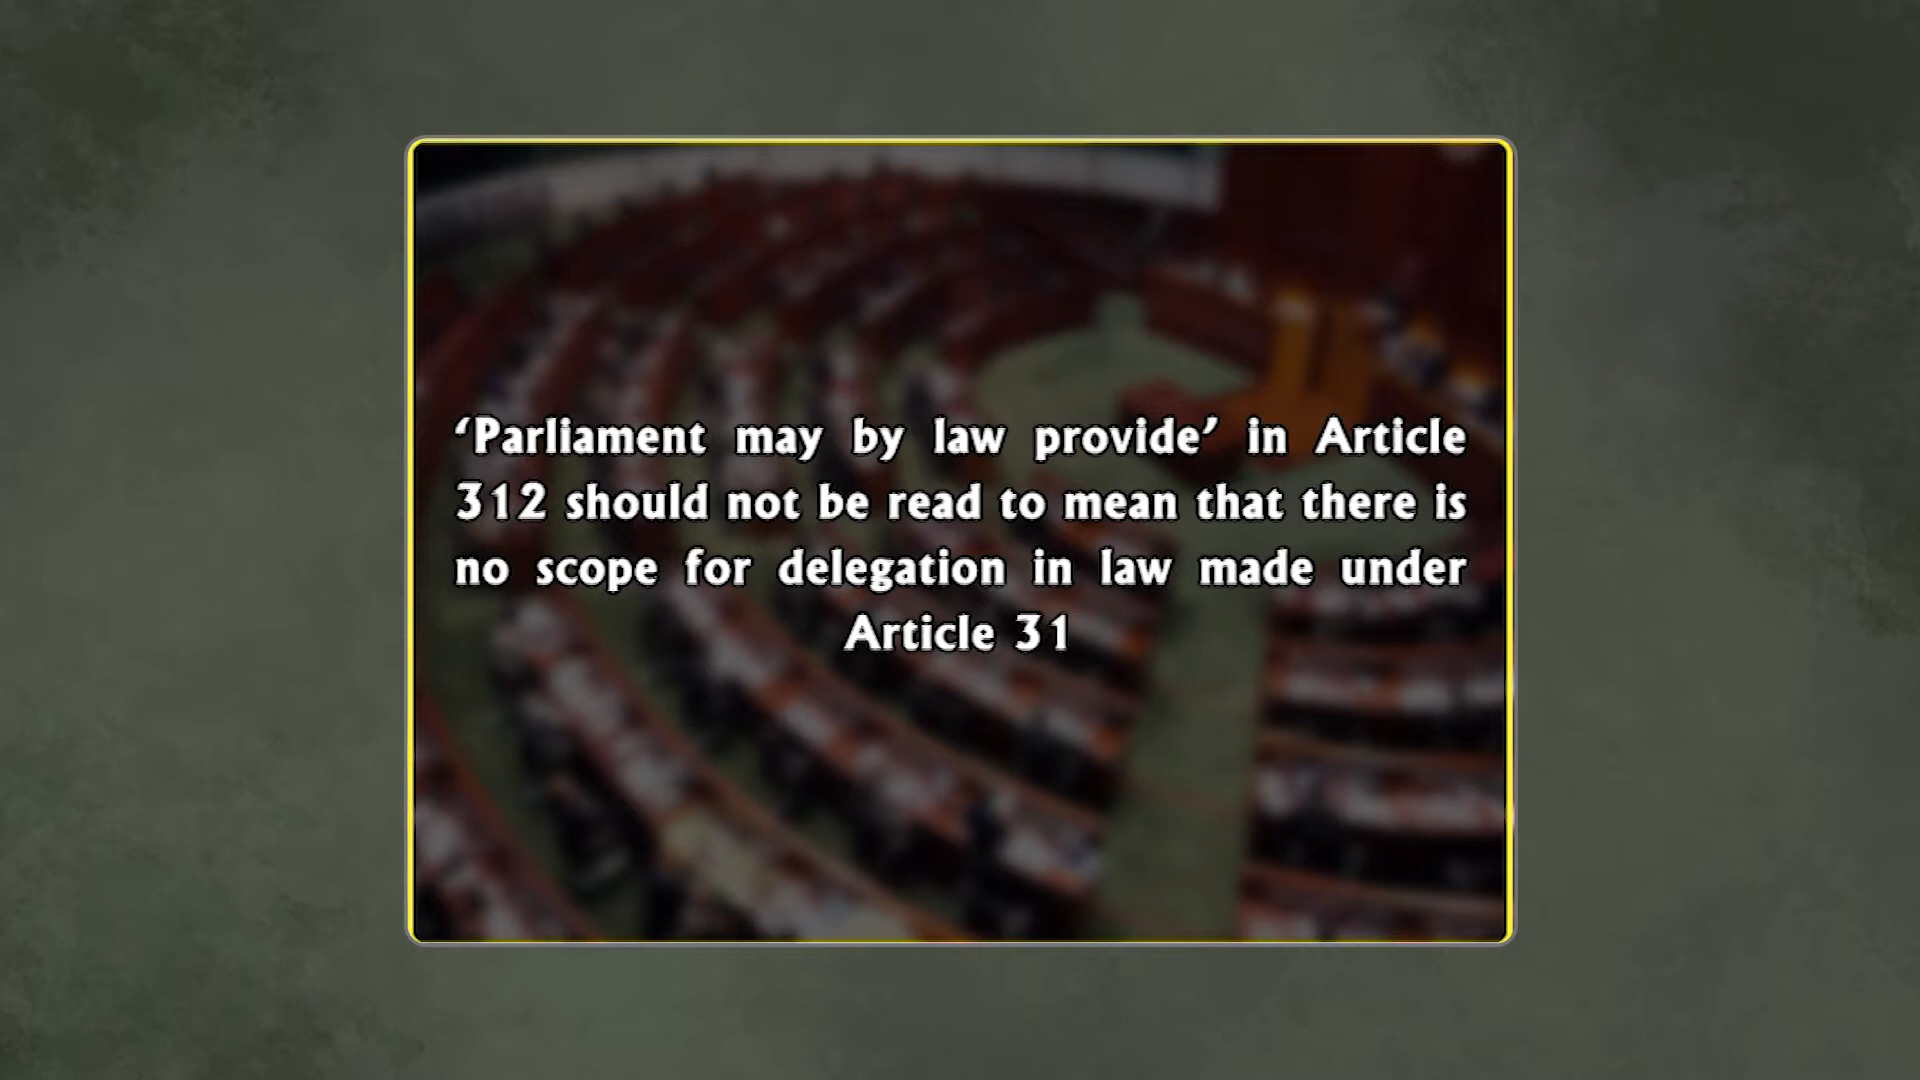 ‘Parliament may by law provide’ in Article
312 should not be read to mean that there is
no scope for delegation in law made under
Article 31